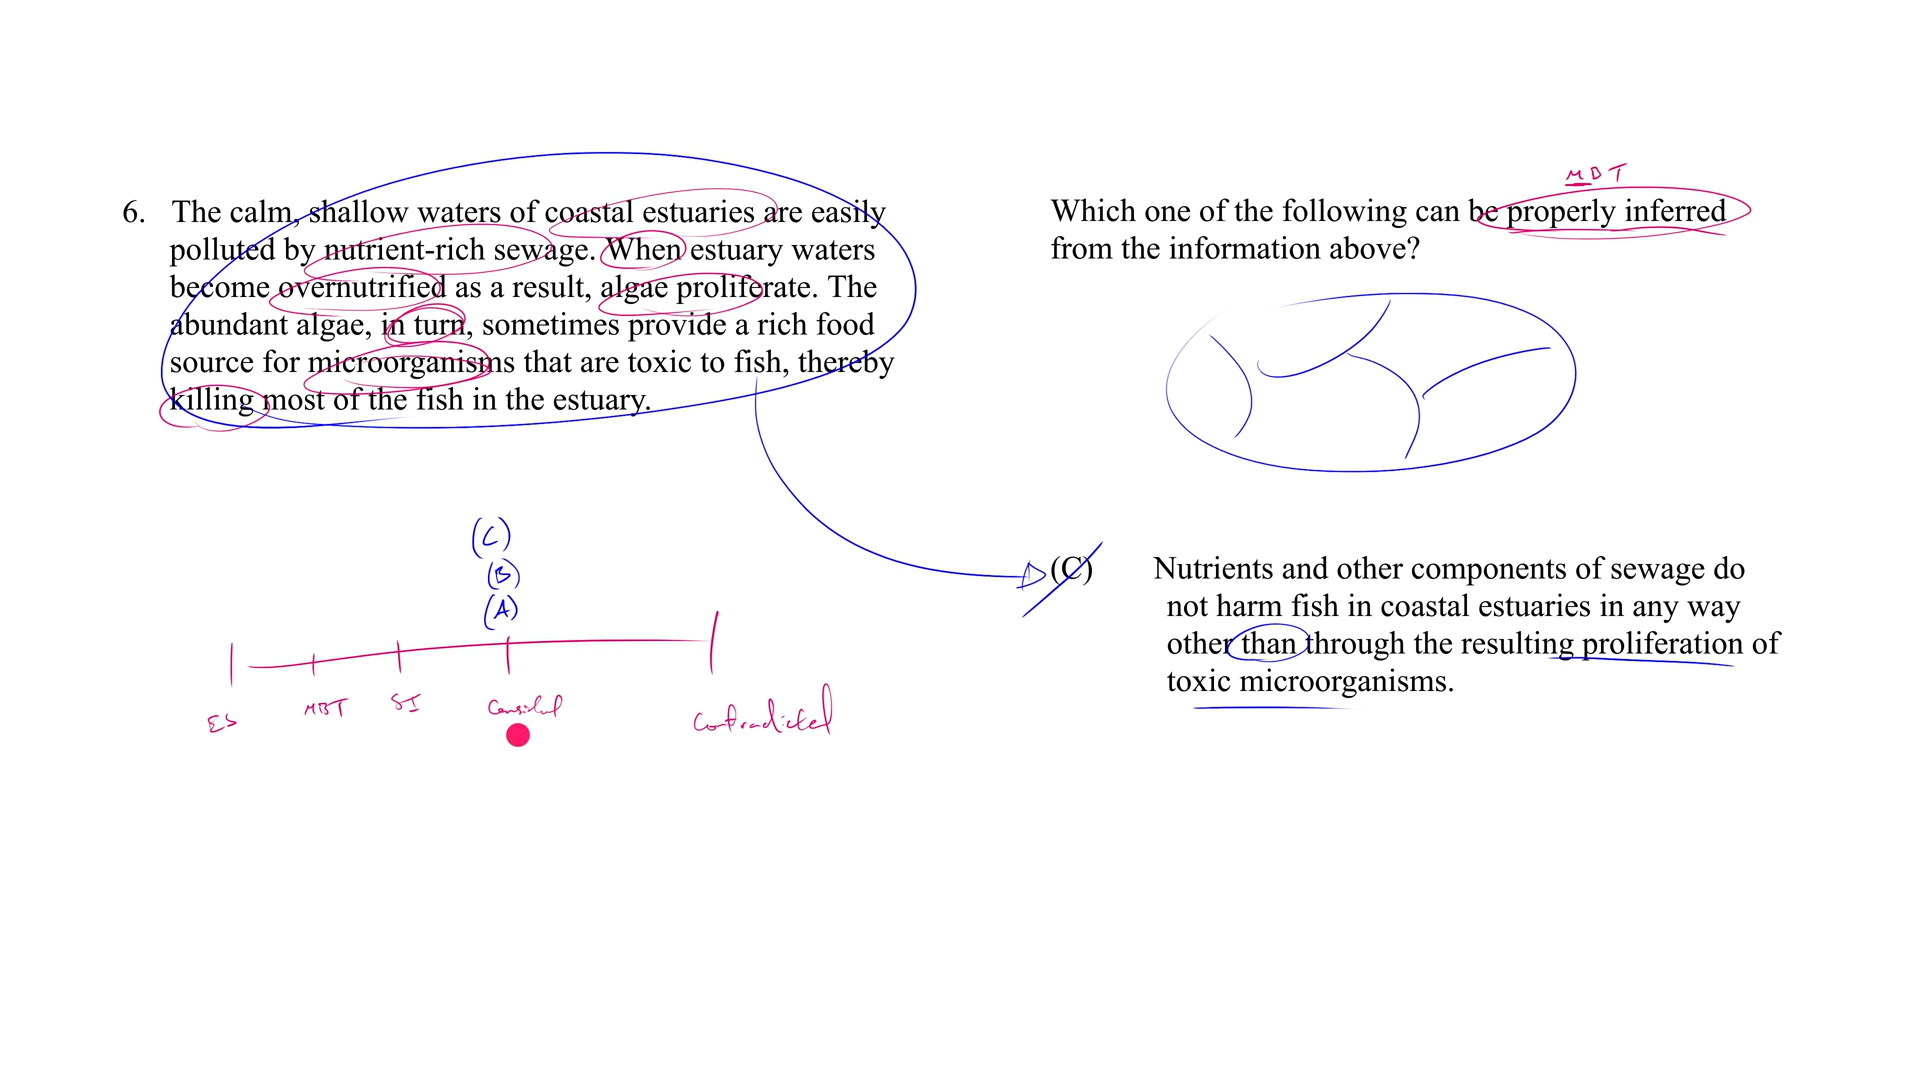 6. The calm, shallow waters of coastal estuaries are easily
polluted by nutrient-rich sewage. When estuary waters
become overnutrified as a result, algae proliferate. The
abundant algae, in turn, sometimes provide a rich food
source for microorganisms that are toxic to fish, thereby
killing most of the fish in the estuary.
MBT
Which one of the following can be properly inferred
from the information above?
(C) Nutrients and other components of sewage do
not harm fish in coastal estuaries in any way
other than through the resulting proliferation of
toxic microorganisms.
(C)
(B)
(A)
ES MBT SI Contradicted